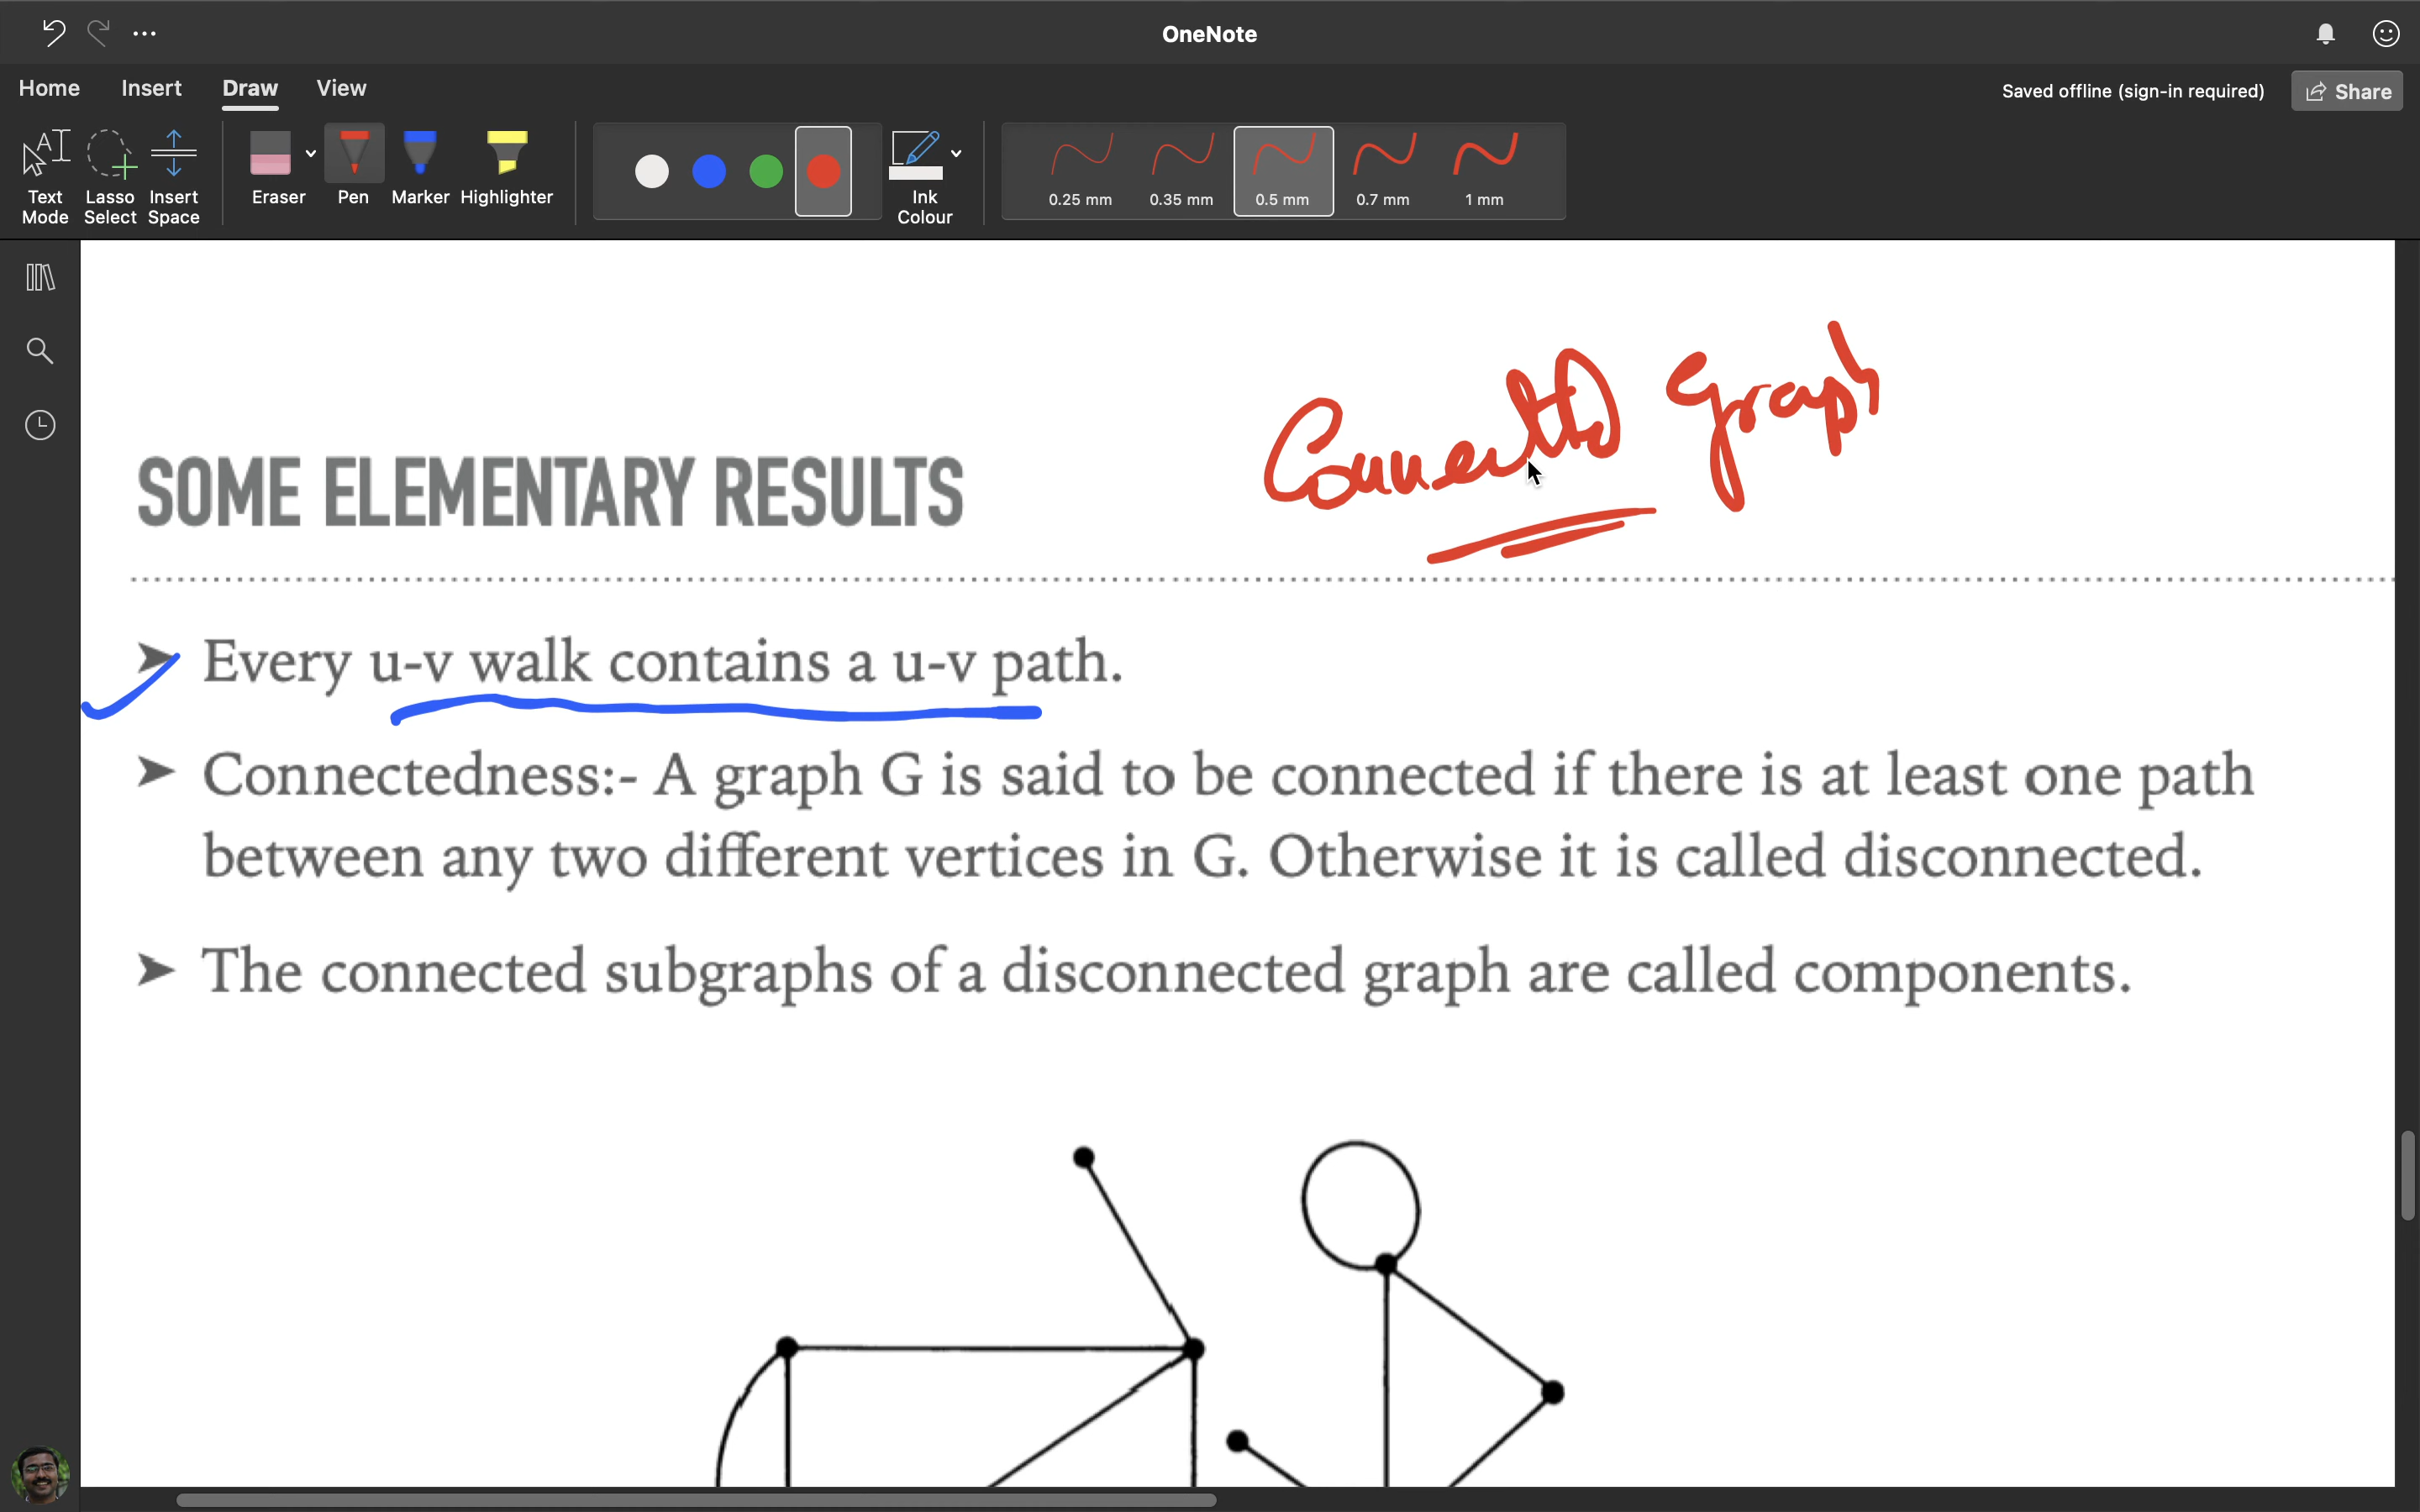 OneNote
Home Insert Draw View
Saved offline (sign-in required) Share
Text Mode
Lasso Select
Insert Space
Eraser
Pen
Marker
Highlighter
Ink Colour
0.25 mm 0.35 mm 0.5 mm 0.7 mm 1 mm
Connected graph
SOME ELEMENTARY RESULTS
➤ Every u-v walk contains a u-v path.
➤ Connectedness:- A graph G is said to be connected if there is at least one path
between any two different vertices in G. Otherwise it is called disconnected.
➤ The connected subgraphs of a disconnected graph are called components.